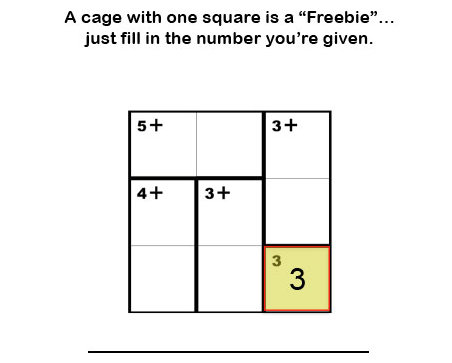 A cage with one square is a “Freebie”…
just fill in the number you’re given.
5+ 3+
4+ 3+
3
3